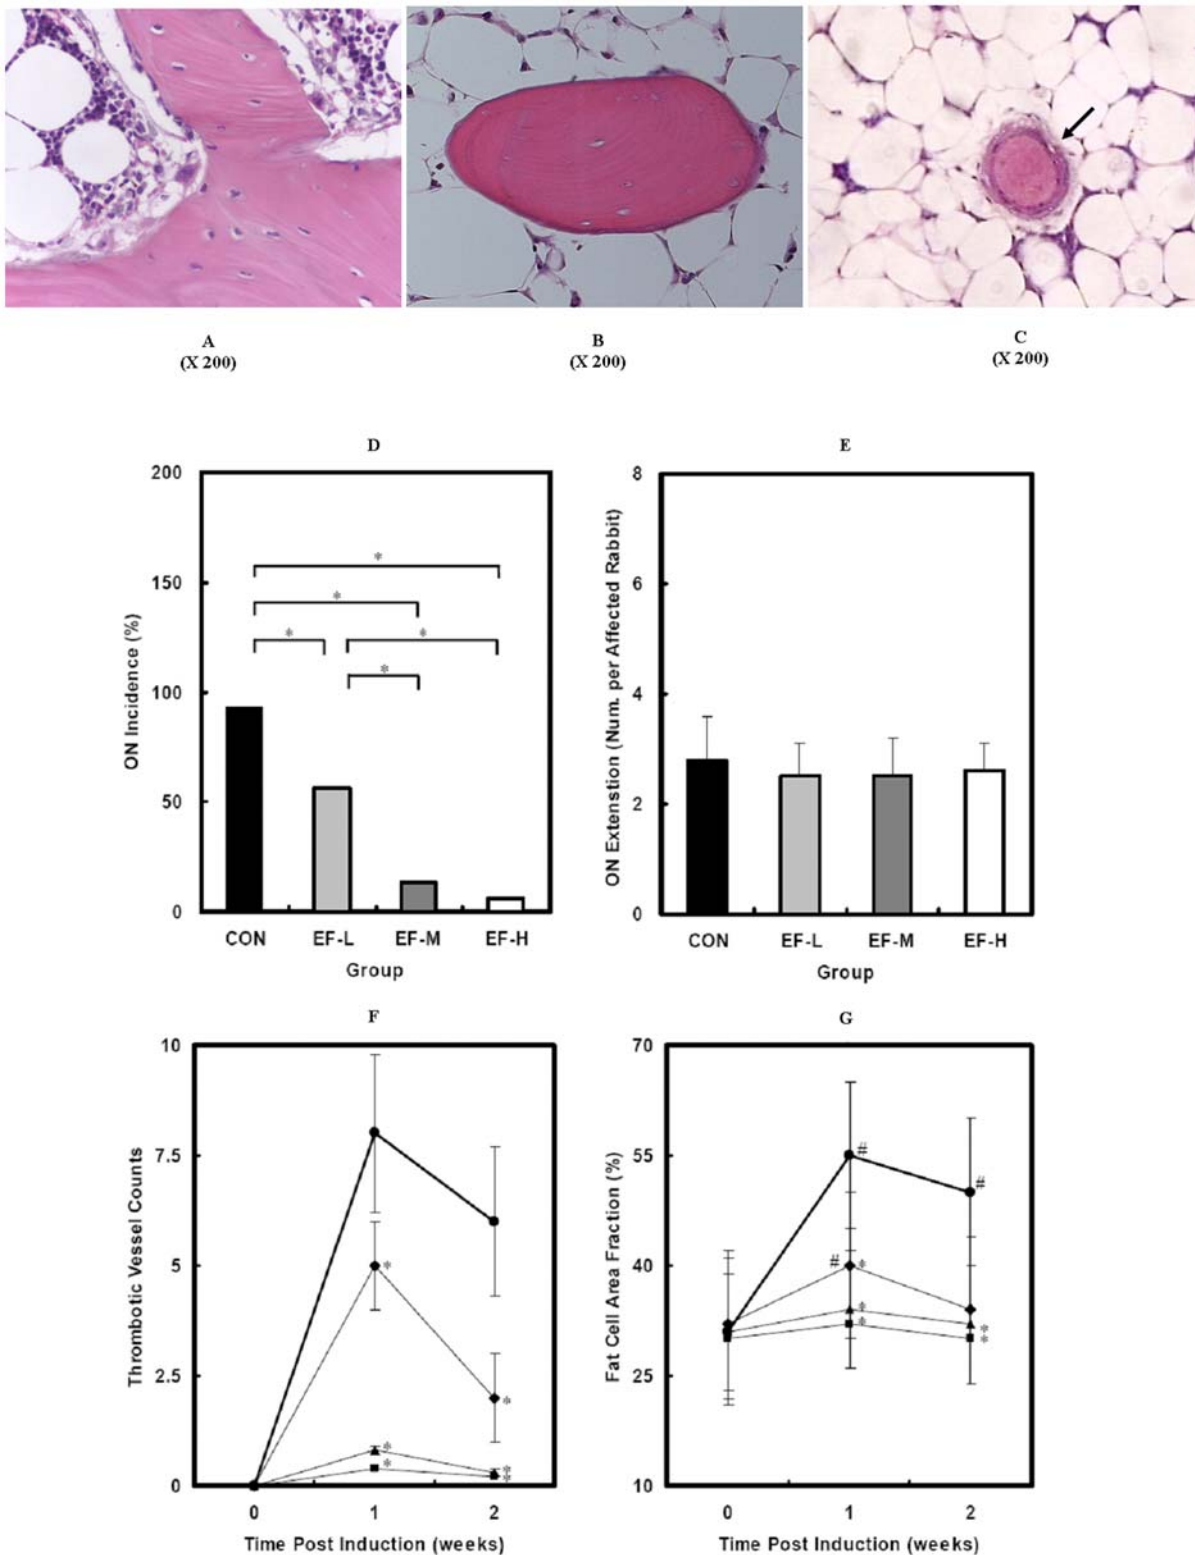 A
(X 200)
B
(X 200)
C
(X 200)
D
ON Incidence (%)
200
150
100
50
0
*
*
*
*
*
CON
EF-L
EF-M
EF-H
Group
E
ON Extenstion (Num. per Affected Rabbit)
8
6
4
2
0
CON
EF-L
EF-M
EF-H
Group
F
Thrombotic Vessel Counts
10
7.5
5
2.5
0
*
*
*
*
*
*
0
1
2
Time Post Induction (weeks)
G
Fat Cell Area Fraction (%)
70
55
40
25
10
#
#
#
*
*
*
*
*
0
1
2
Time Post Induction (weeks)